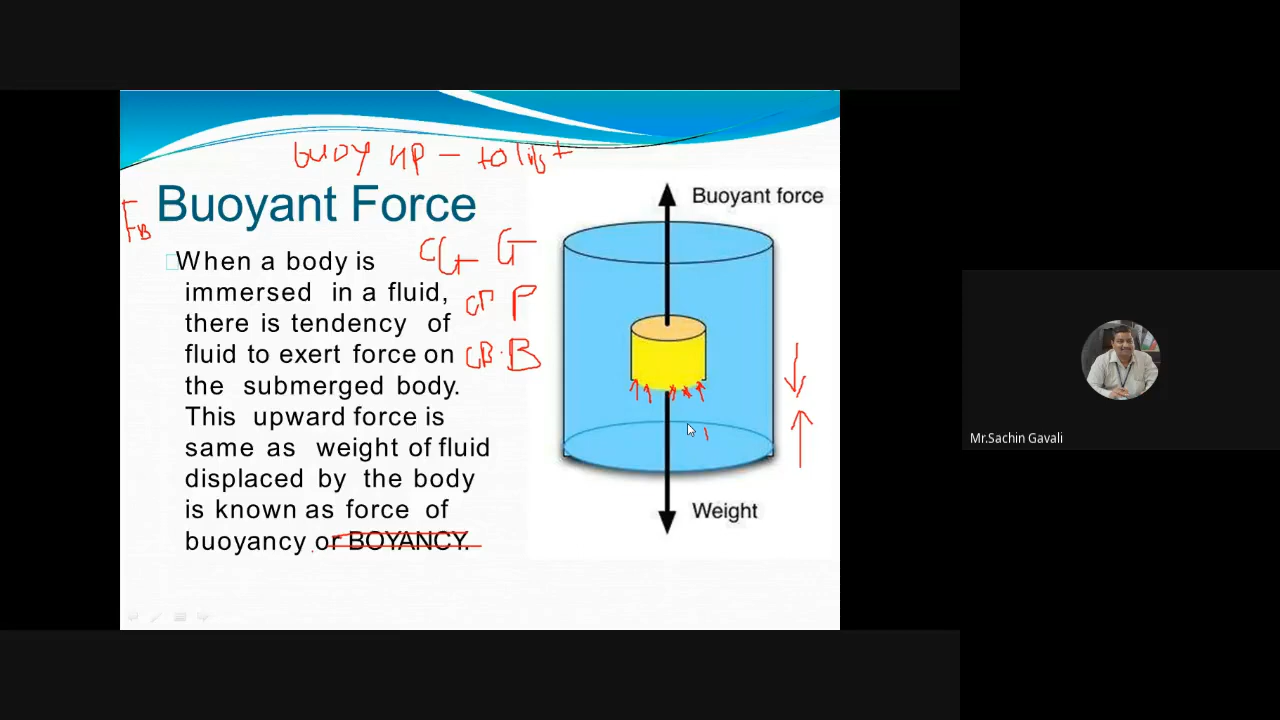 buoy up – to lift
Buoyant Force
FB
When a body is
immersed in a fluid,
there is tendency of
fluid to exert force on
the submerged body.
This upward force is
same as weight of fluid
displaced by the body
is known as force of
buoyancy or BOYANCY.
CG G
P
CB. B
Buoyant force
Weight
Mr.Sachin Gavali